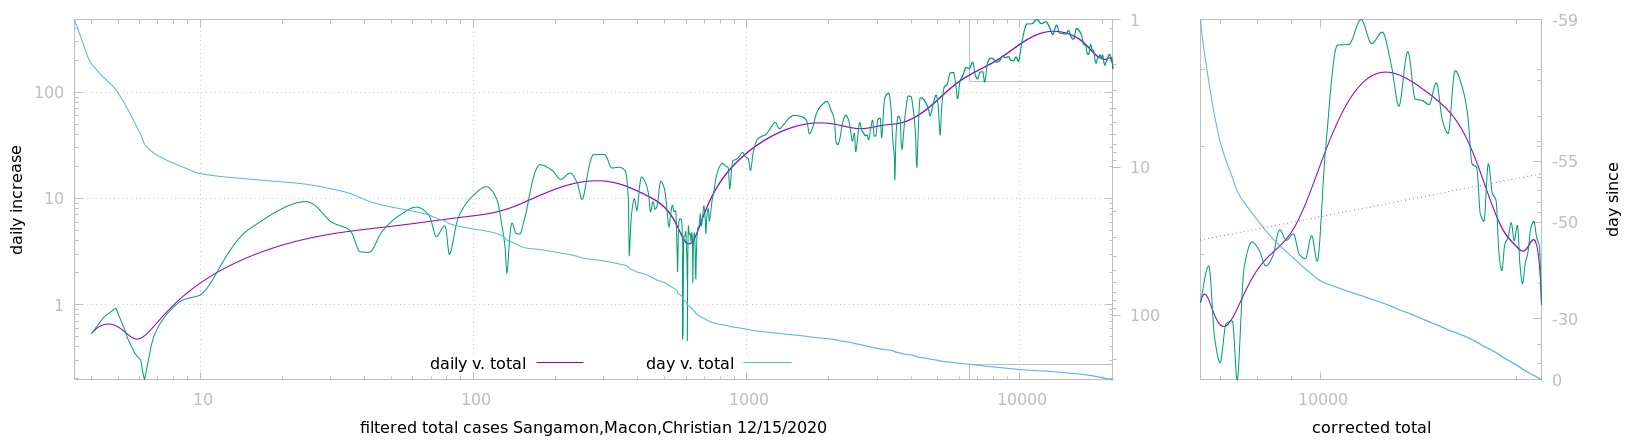 daily increase
100
10
1
daily v. total
day v. total
10
100
1000
10000
1
10
100
filtered total cases Sangamon,Macon,Christian 12/15/2020
-59
-55
-50
-30
0
day since
10000
corrected total